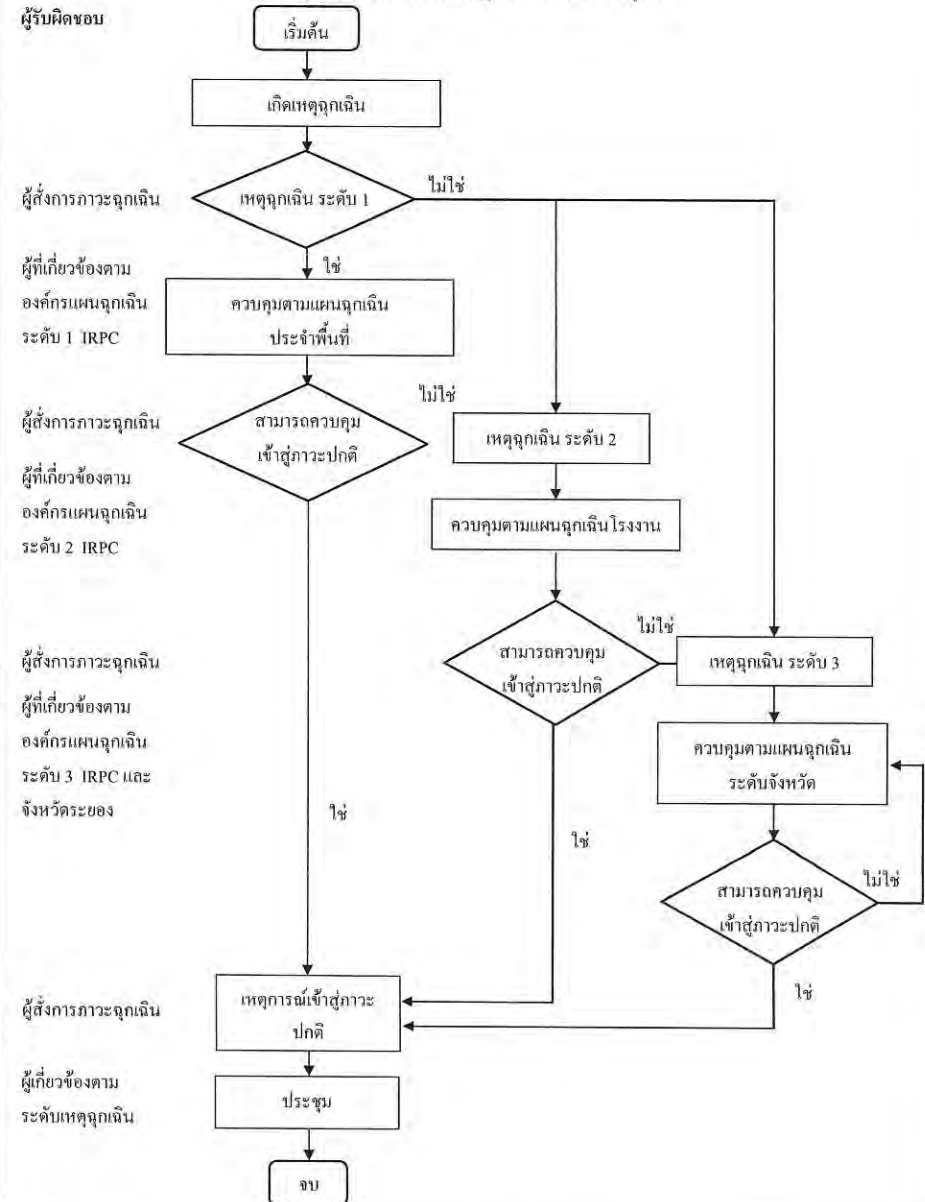 ผู้รับผิดชอบ
เริ่มต้น
เกิดเหตุฉุกเฉิน
ผู้สั่งการภาวะฉุกเฉิน
เหตุฉุกเฉิน ระดับ 1
ไม่ใช่
ใช่
ผู้ที่เกี่ยวข้องตาม
องค์กรแผนฉุกเฉิน
ระดับ 1 IRPC
ควบคุมตามแผนฉุกเฉิน
ประจำพื้นที่
ไม่ใช่
ผู้สั่งการภาวะฉุกเฉิน
สามารถควบคุม
เข้าสู่ภาวะปกติ
เหตุฉุกเฉิน ระดับ 2
ผู้ที่เกี่ยวข้องตาม
องค์กรแผนฉุกเฉิน
ระดับ 2 IRPC
ควบคุมตามแผนฉุกเฉินโรงงาน
ไม่ใช่
สามารถควบคุม
เข้าสู่ภาวะปกติ
เหตุฉุกเฉิน ระดับ 3
ผู้สั่งการภาวะฉุกเฉิน
ผู้ที่เกี่ยวข้องตาม
องค์กรแผนฉุกเฉิน
ระดับ 3 IRPC และ
จังหวัดระยอง
ควบคุมตามแผนฉุกเฉิน
ระดับจังหวัด
ใช่
ใช่
ไม่ใช่
สามารถควบคุม
เข้าสู่ภาวะปกติ
ใช่
ผู้สั่งการภาวะฉุกเฉิน
เหตุการณ์เข้าสู่ภาวะ
ปกติ
ผู้เกี่ยวข้องตาม
ระดับเหตุฉุกเฉิน
ประชุม
จบ